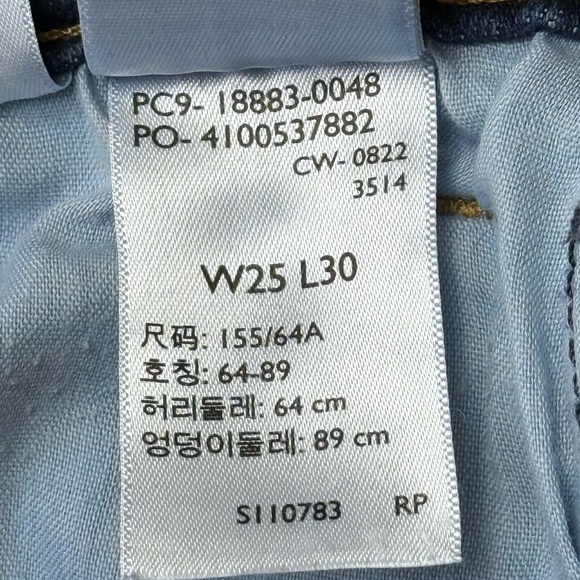 PC9- 18883-0048
PO- 4100537882
CW- 0822
3514
W25 L30
尺码: 155/64A
호칭: 64-89
허리둘레: 64 cm
엉덩이둘레: 89 cm
S110783 RP